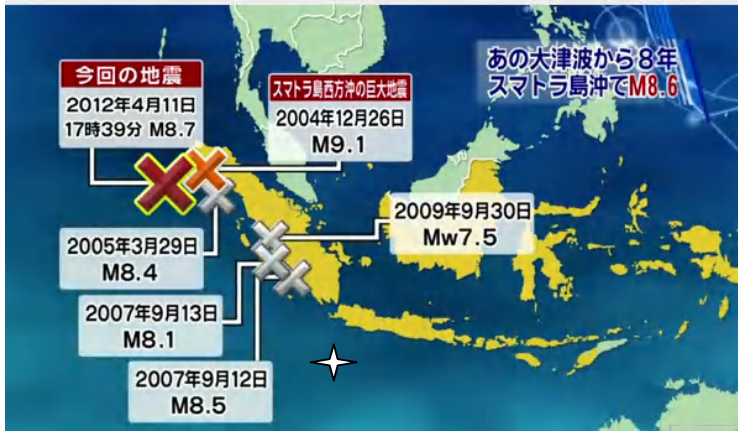 あの大津波から8年
スマトラ島沖でM8.6
今回の地震
2012年4月11日
17時39分 M8.7
スマトラ島西方沖の巨大地震
2004年12月26日
M9.1
2009年9月30日
Mw7.5
2005年3月29日
M8.4
2007年9月13日
M8.1
2007年9月12日
M8.5